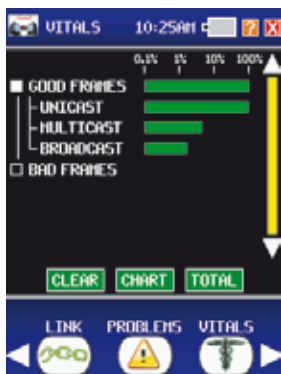 VITALS 10:25AM ? X
0.1% 1% 10% 100%
GOOD FRAMES
UNICAST
MULTICAST
BROADCAST
BAD FRAMES
CLEAR CHART TOTAL
LINK PROBLEMS VITALS